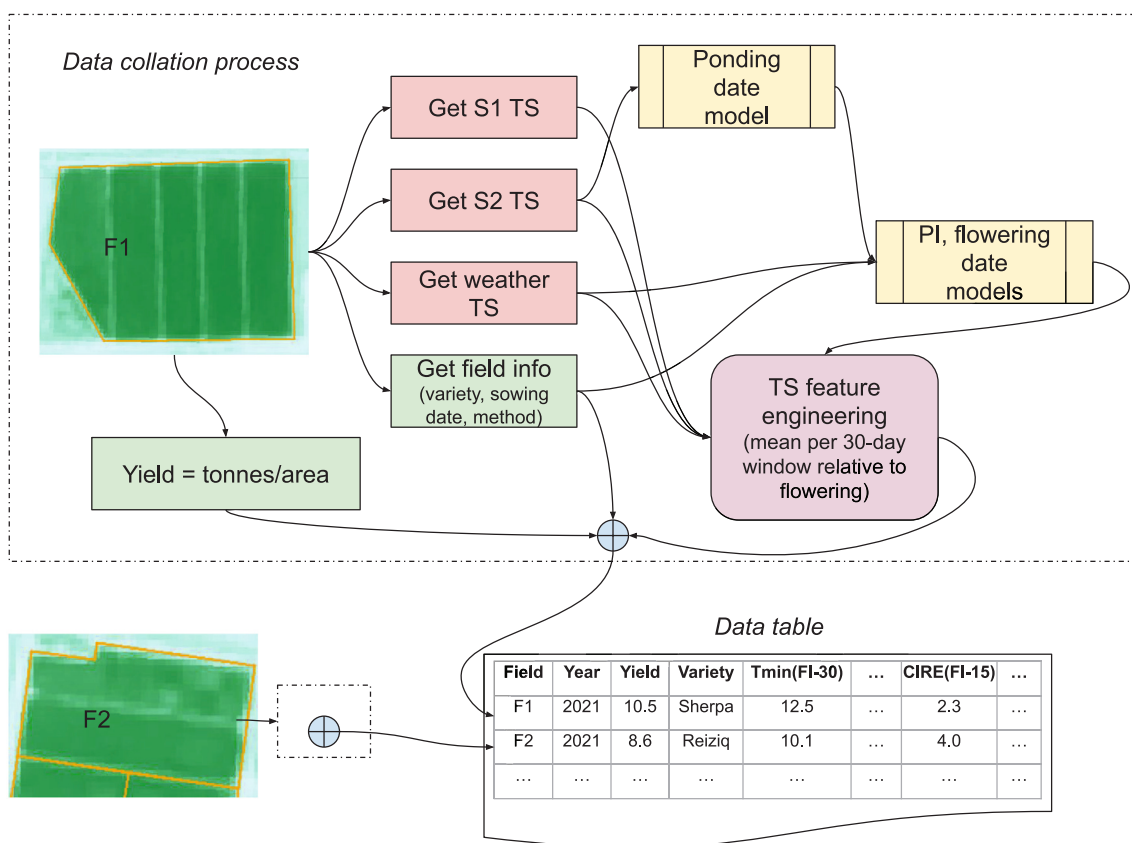 Data collation process
Ponding
date
model
Get S1 TS
Get S2 TS
F1
PI, flowering
date
models
Get weather
TS
Get field info
(variety, sowing
date, method)
TS feature
engineering
(mean per 30-day
window relative to
flowering)
Yield = tonnes/area
Data table
Field Year Yield Variety Tmin(FI-30) ... CIRE(FI-15) ...
F1 2021 10.5 Sherpa 12.5 ... 2.3 ...
F2 2021 8.6 Reiziq 10.1 ... 4.0 ...
... ... ... ... ... ... ... ...
F2